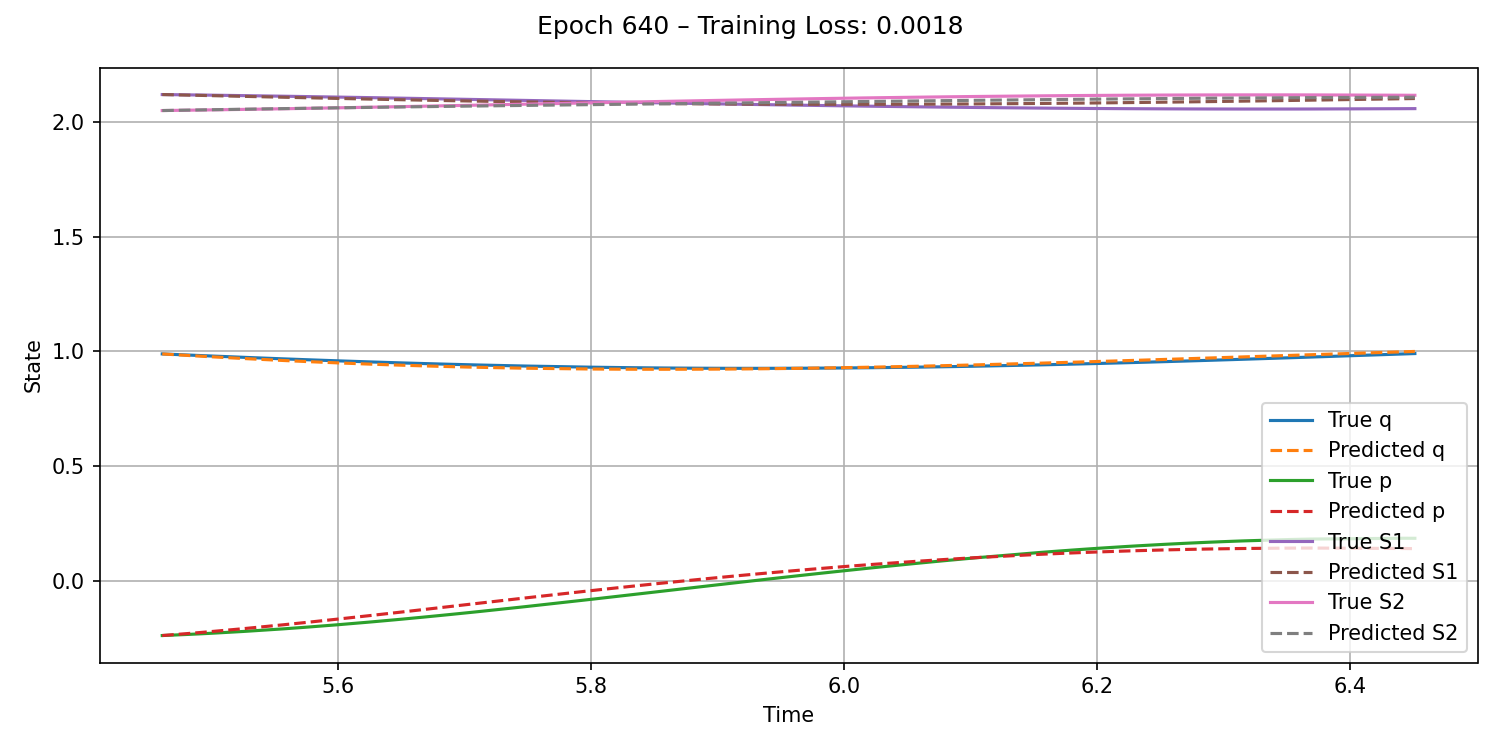 Epoch 640 – Training Loss: 0.0018
2.0
1.5
1.0
0.5
0.0
State
5.6
5.8
6.0
6.2
6.4
Time
True q
Predicted q
True p
Predicted p
True S1
Predicted S1
True S2
Predicted S2